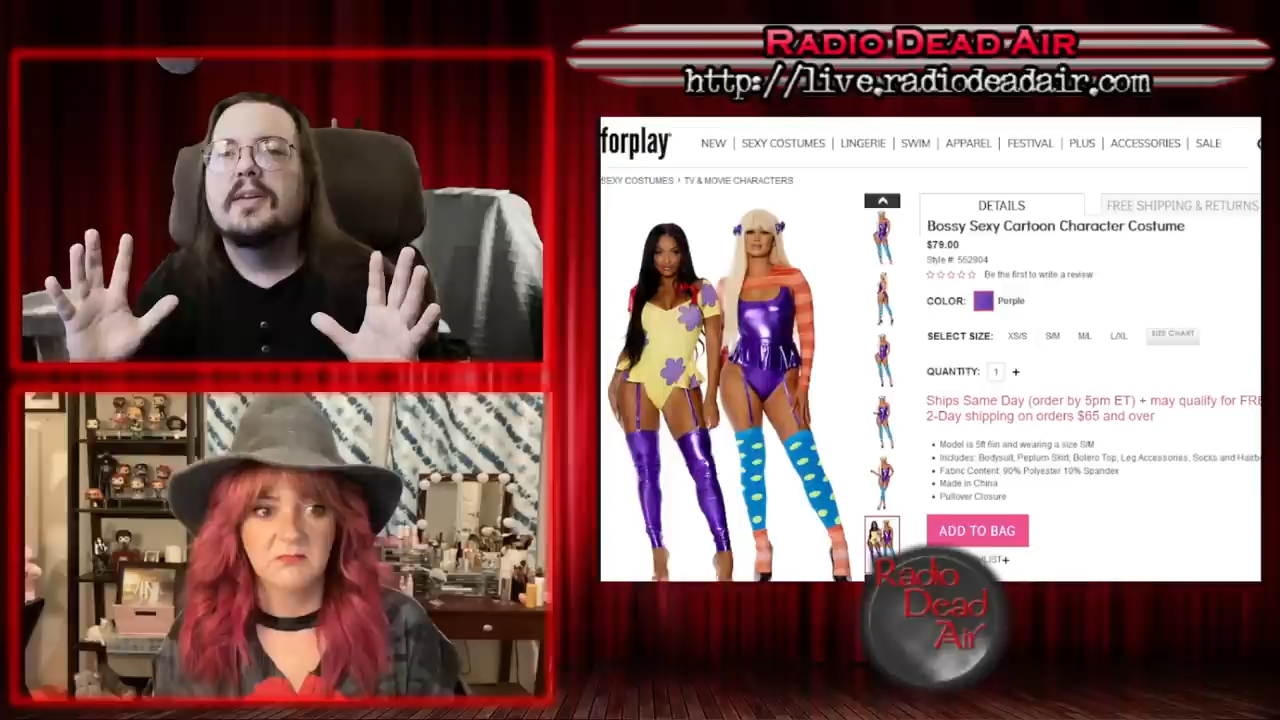 RADIO DEAD AIR
http://live.radiodeadair.com
forplay
NEW | SEXY COSTUMES | LINGERIE | SWIM | APPAREL | FESTIVAL | PLUS | ACCESSORIES | SALE
SEXY COSTUMES › TV & MOVIE CHARACTERS
DETAILS
FREE SHIPPING & RETURNS
Bossy Sexy Cartoon Character Costume
$79.00
Style #: 552904
Be the first to write a review
COLOR: Purple
SELECT SIZE: XS/S S/M M/L L/XL SIZE CHART
QUANTITY: 1 +
Ships Same Day (order by 5pm ET) + may qualify for FRE
2-Day shipping on orders $65 and over
• Model is 5ft 6in and wearing a size S/M
• Includes: Bodysuit, Peplum Skirt, Bolero Top, Leg Accessories, Socks and Hairb
• Fabric Content: 90% Polyester 10% Spandex
• Made in China
• Pullover Closure
ADD TO BAG
LIST+
Radio
Dead
Air